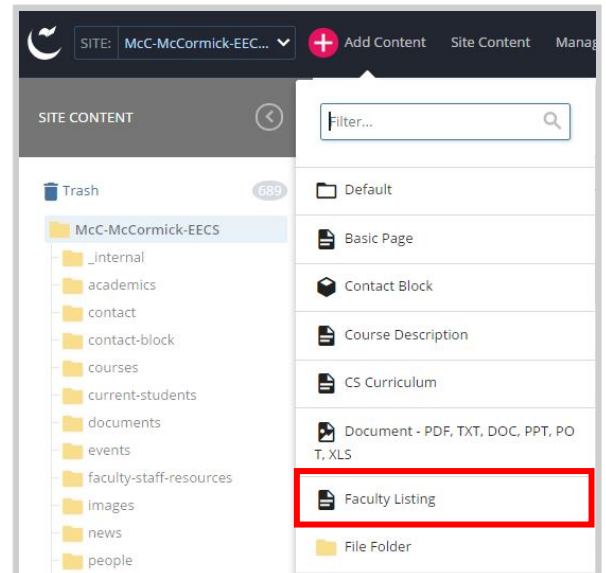 SITE: McC-McCormick-EEC... Add Content Site Content
SITE CONTENT
Trash 689
McC-McCormick-EECS
_internal
academics
contact
contact-block
courses
current-students
documents
events
faculty-staff-resources
images
news
people
Filter...
Default
Basic Page
Contact Block
Course Description
CS Curriculum
Document - PDF, TXT, DOC, PPT, PO
T, XLS
Faculty Listing
File Folder